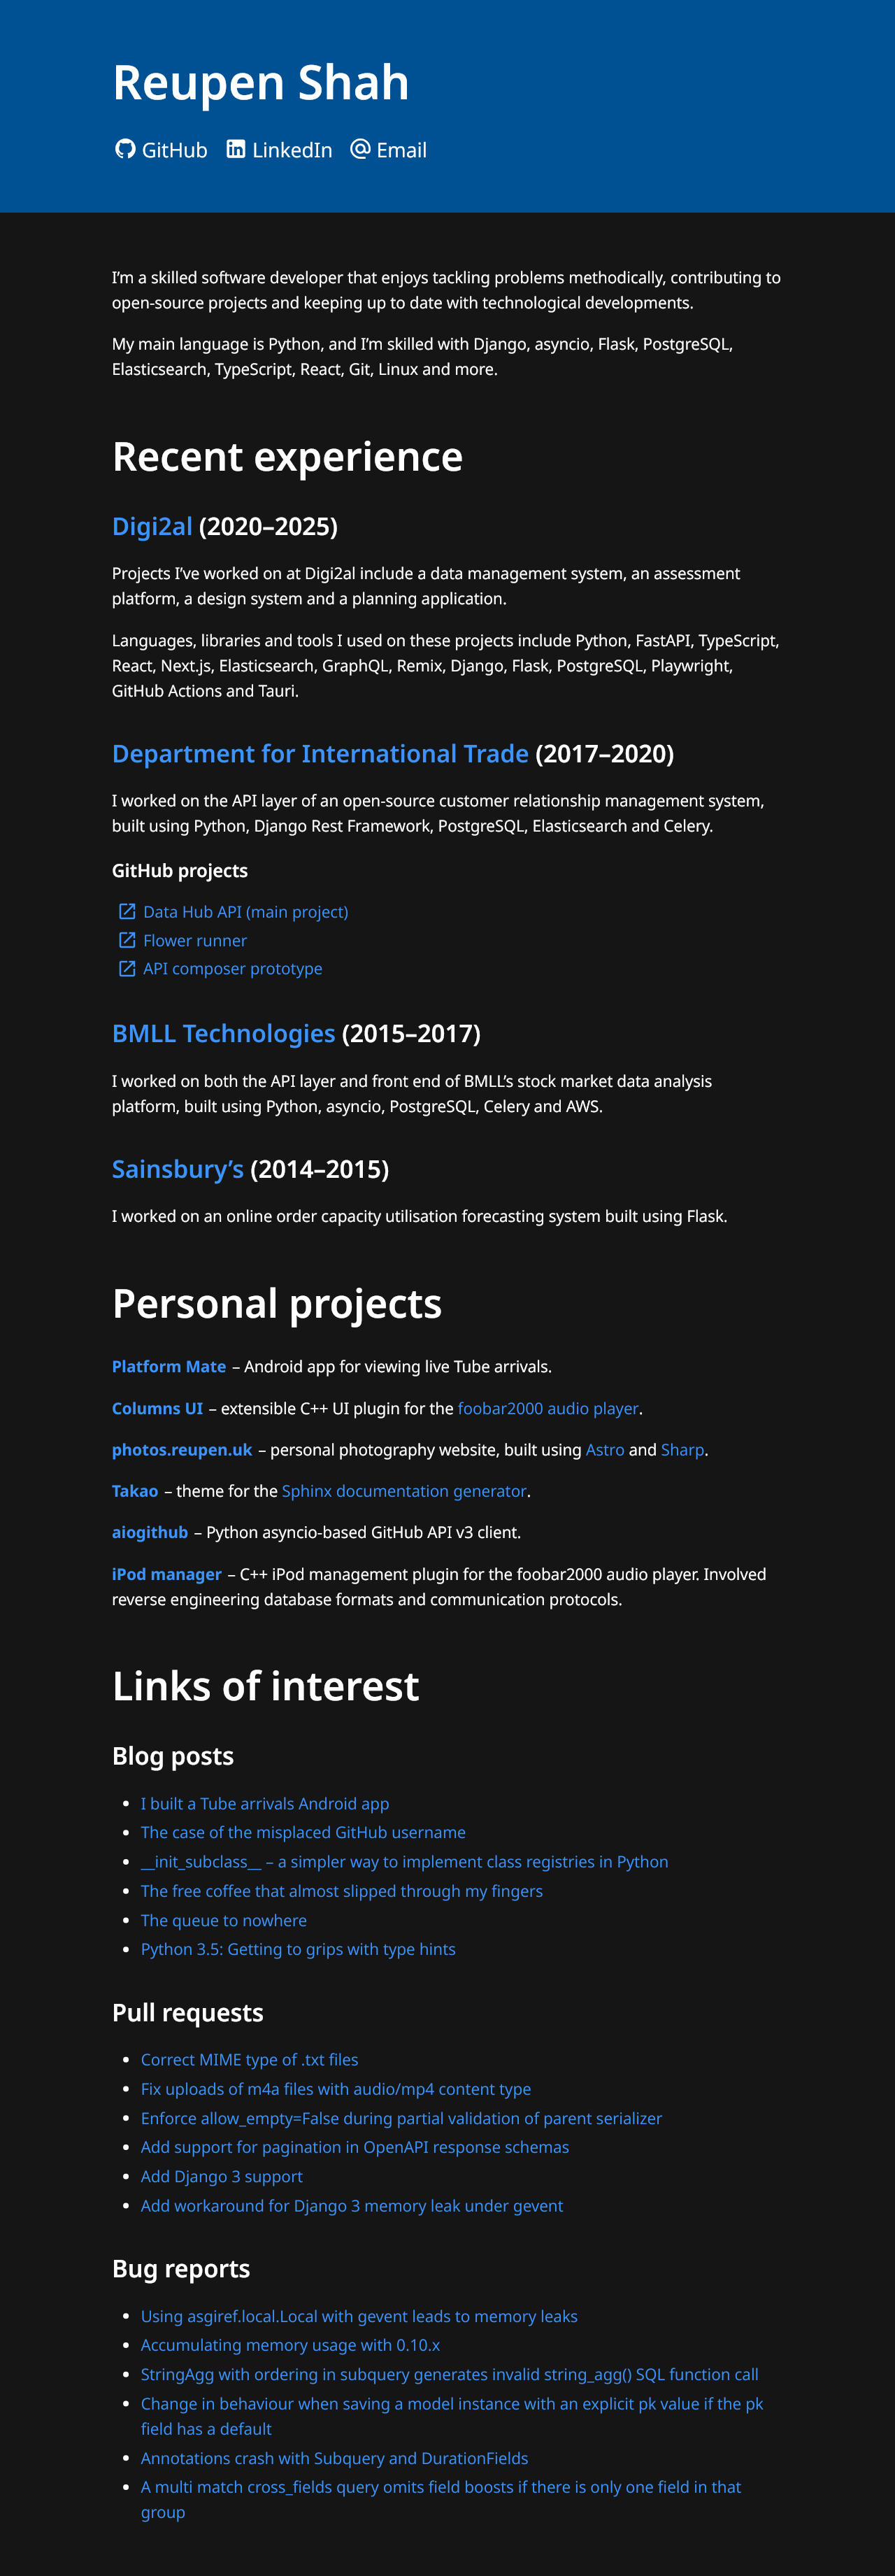 Reupen Shah
GitHub LinkedIn Email
I’m a skilled software developer that enjoys tackling problems methodically, contributing to
open-source projects and keeping up to date with technological developments.
My main language is Python, and I’m skilled with Django, asyncio, Flask, PostgreSQL,
Elasticsearch, TypeScript, React, Git, Linux and more.
Recent experience
Digi2al (2020–2025)
Projects I’ve worked on at Digi2al include a data management system, an assessment
platform, a design system and a planning application.
Languages, libraries and tools I used on these projects include Python, FastAPI, TypeScript,
React, Next.js, Elasticsearch, GraphQL, Remix, Django, Flask, PostgreSQL, Playwright,
GitHub Actions and Tauri.
Department for International Trade (2017–2020)
I worked on the API layer of an open-source customer relationship management system,
built using Python, Django Rest Framework, PostgreSQL, Elasticsearch and Celery.
GitHub projects
Data Hub API (main project)
Flower runner
API composer prototype
BMLL Technologies (2015–2017)
I worked on both the API layer and front end of BMLL’s stock market data analysis
platform, built using Python, asyncio, PostgreSQL, Celery and AWS.
Sainsbury’s (2014–2015)
I worked on an online order capacity utilisation forecasting system built using Flask.
Personal projects
Platform Mate – Android app for viewing live Tube arrivals.
Columns UI – extensible C++ UI plugin for the foobar2000 audio player.
photos.reupen.uk – personal photography website, built using Astro and Sharp.
Takao – theme for the Sphinx documentation generator.
aiogithub – Python asyncio-based GitHub API v3 client.
iPod manager – C++ iPod management plugin for the foobar2000 audio player. Involved
reverse engineering database formats and communication protocols.
Links of interest
Blog posts
• I built a Tube arrivals Android app
• The case of the misplaced GitHub username
• __init_subclass__ – a simpler way to implement class registries in Python
• The free coffee that almost slipped through my fingers
• The queue to nowhere
• Python 3.5: Getting to grips with type hints
Pull requests
• Correct MIME type of .txt files
• Fix uploads of m4a files with audio/mp4 content type
• Enforce allow_empty=False during partial validation of parent serializer
• Add support for pagination in OpenAPI response schemas
• Add Django 3 support
• Add workaround for Django 3 memory leak under gevent
Bug reports
• Using asgiref.local.Local with gevent leads to memory leaks
• Accumulating memory usage with 0.10.x
• StringAgg with ordering in subquery generates invalid string_agg() SQL function call
• Change in behaviour when saving a model instance with an explicit pk value if the pk
field has a default
• Annotations crash with Subquery and DurationFields
• A multi match cross_fields query omits field boosts if there is only one field in that
group